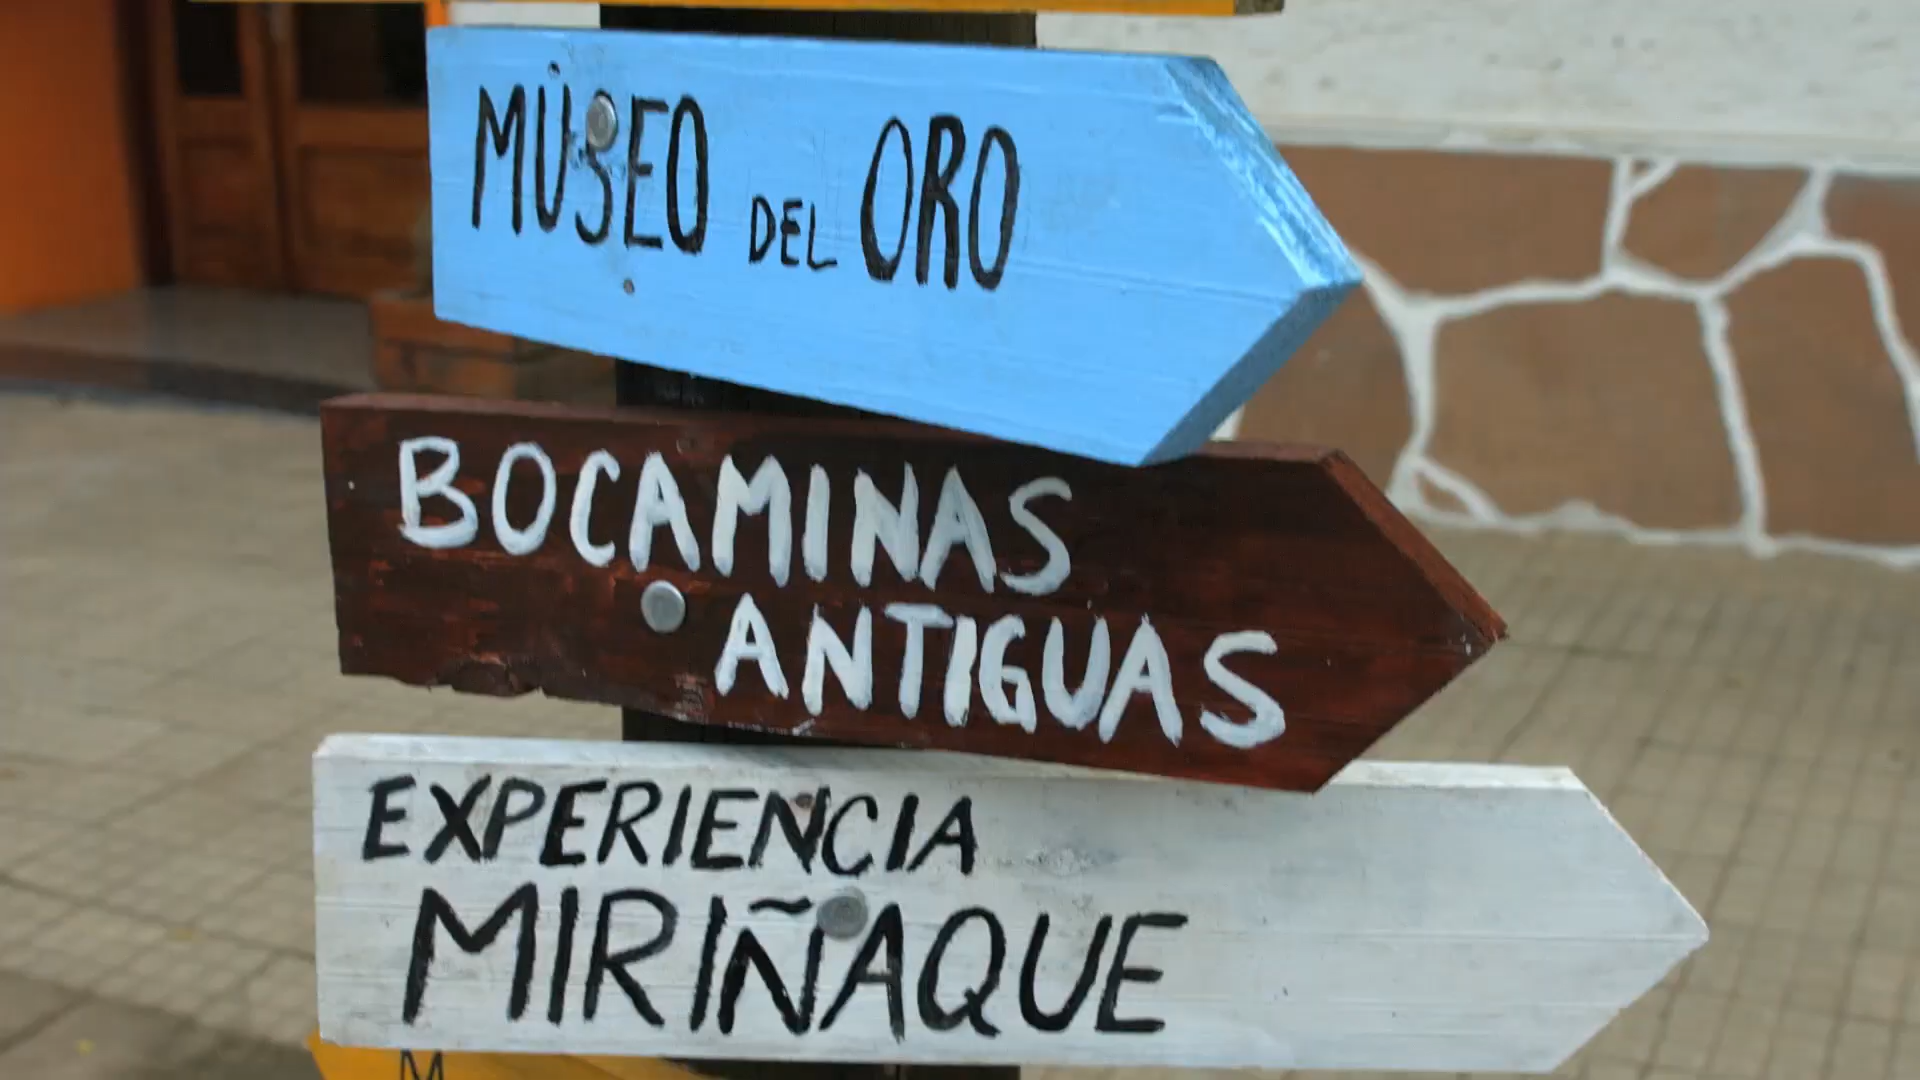 MUSEO DEL ORO
BOCAMINAS
ANTIGUAS
EXPERIENCIA
MIRIÑAQUE
M